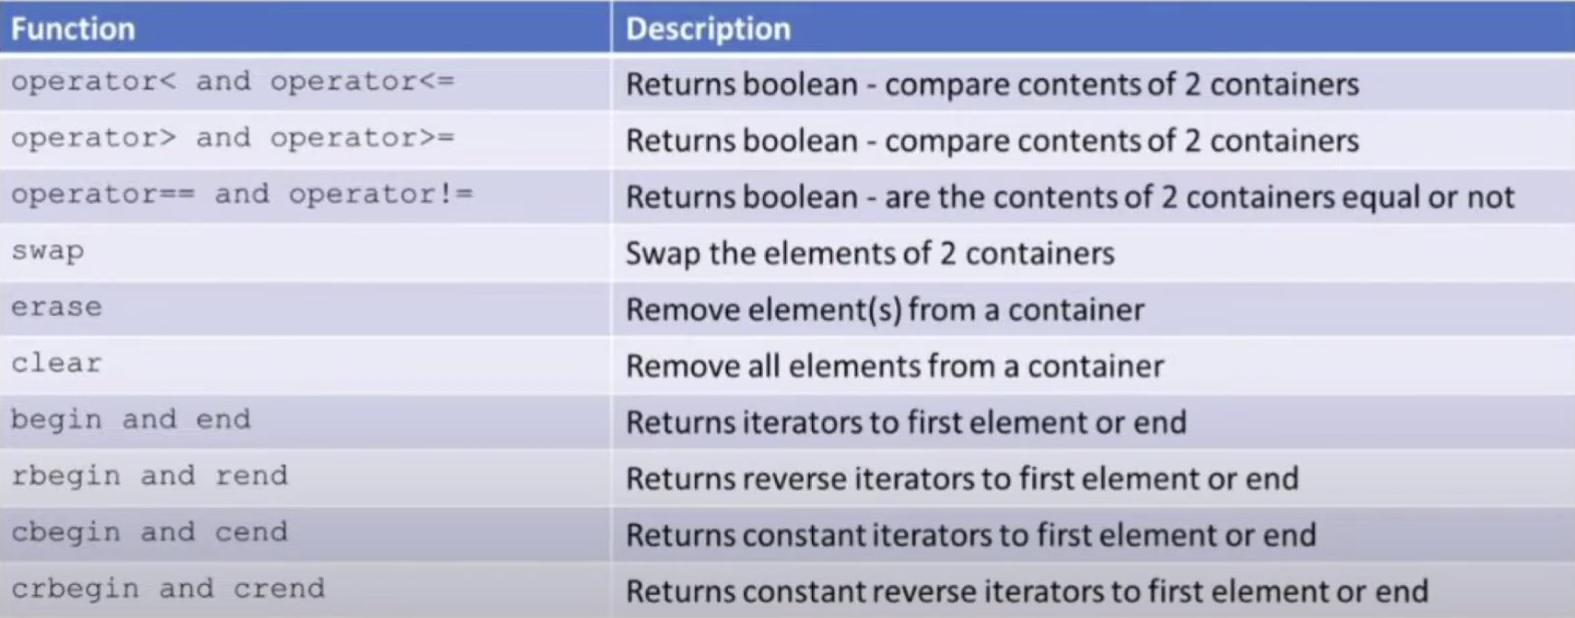 Function Description
operator< and operator<= Returns boolean - compare contents of 2 containers
operator> and operator>= Returns boolean - compare contents of 2 containers
operator== and operator!= Returns boolean - are the contents of 2 containers equal or not
swap Swap the elements of 2 containers
erase Remove element(s) from a container
clear Remove all elements from a container
begin and end Returns iterators to first element or end
rbegin and rend Returns reverse iterators to first element or end
cbegin and cend Returns constant iterators to first element or end
crbegin and crend Returns constant reverse iterators to first element or end